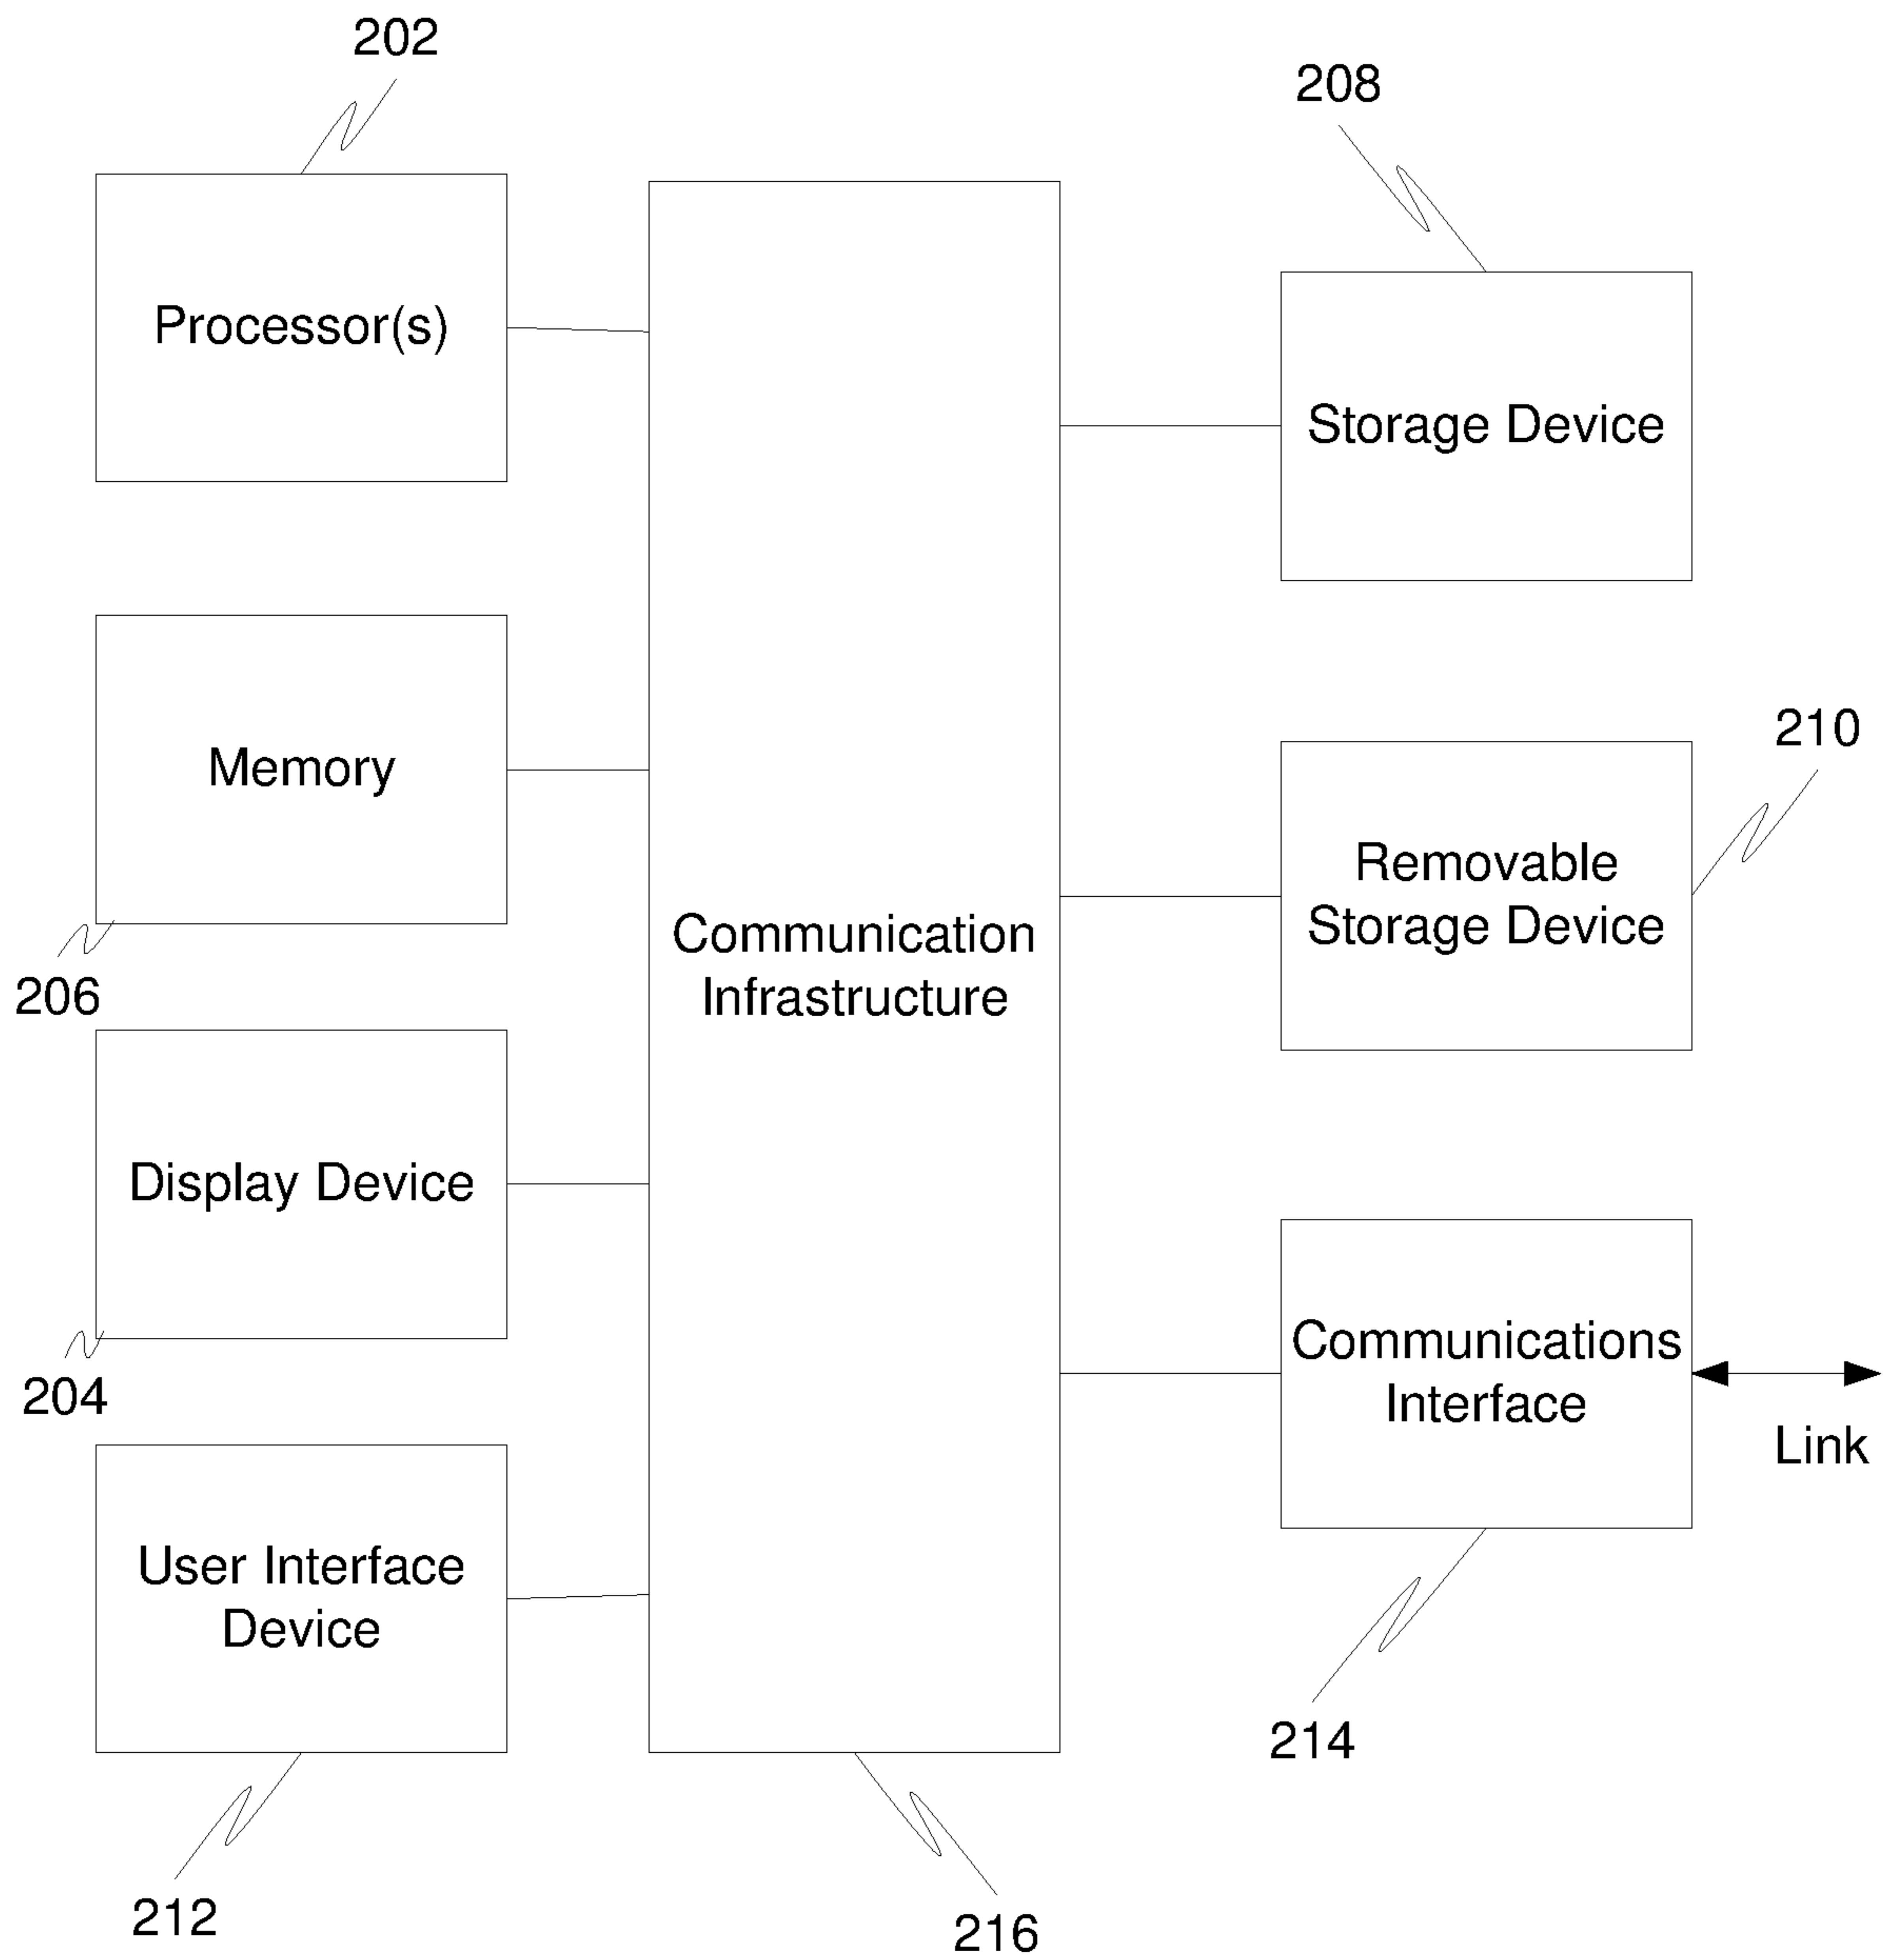 202
208
Processor(s)
Storage Device
210
Memory
Removable
Storage Device
Communication
Infrastructure
206
Display Device
Communications
Interface
Link
204
User Interface
Device
214
212
216